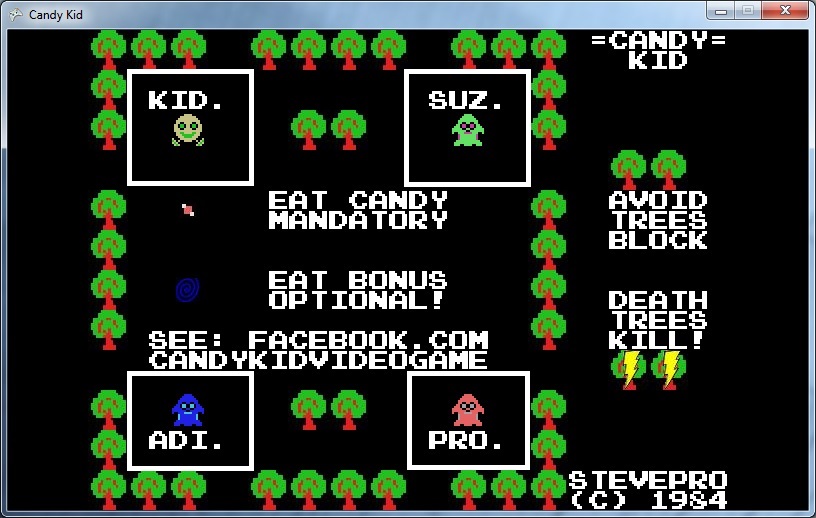 Candy Kid
=CANDY=
KID
KID.
SUZ.
EAT CANDY
MANDATORY
AVOID
TREES
BLOCK
EAT BONUS
OPTIONAL!
DEATH
TREES
KILL!
SEE: FACEBOOK.COM
CANDYKIDVIDEOGAME
ADI.
PRO.
STEVEPRO
(C) 1984